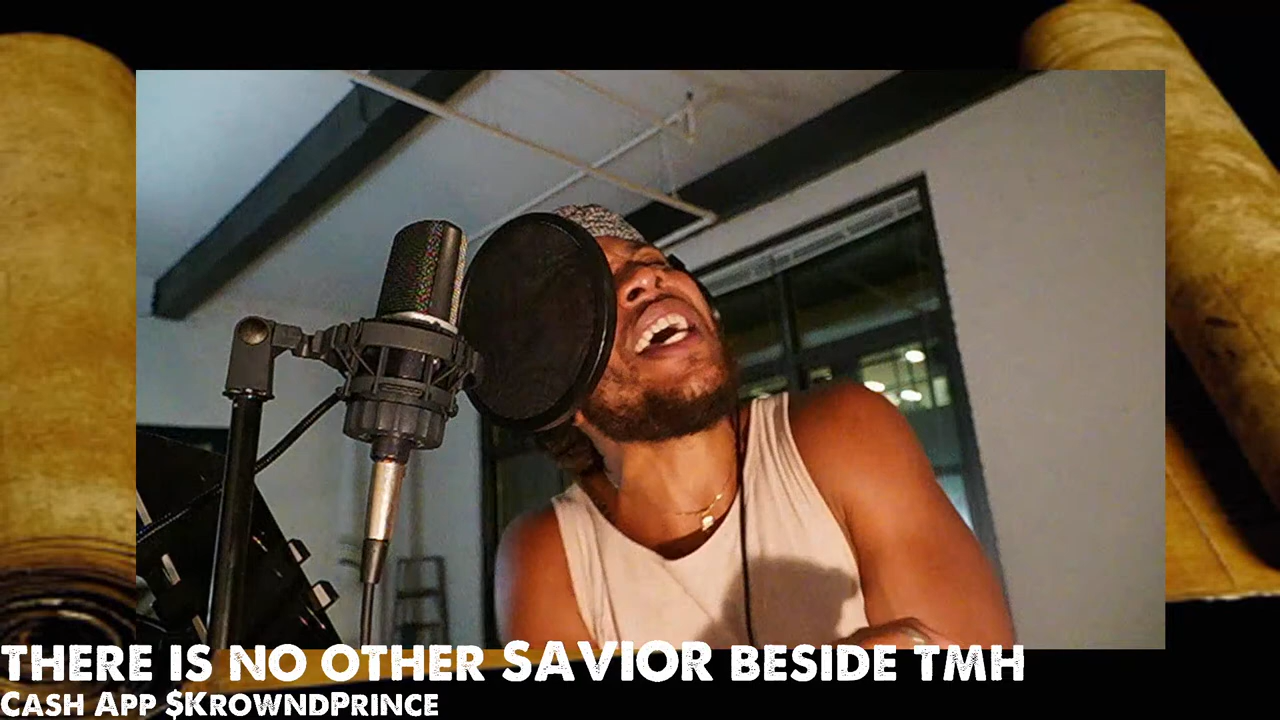 THERE IS NO OTHER SAVIOR BESIDE TMH
CASH APP $KROWNDPRINCE